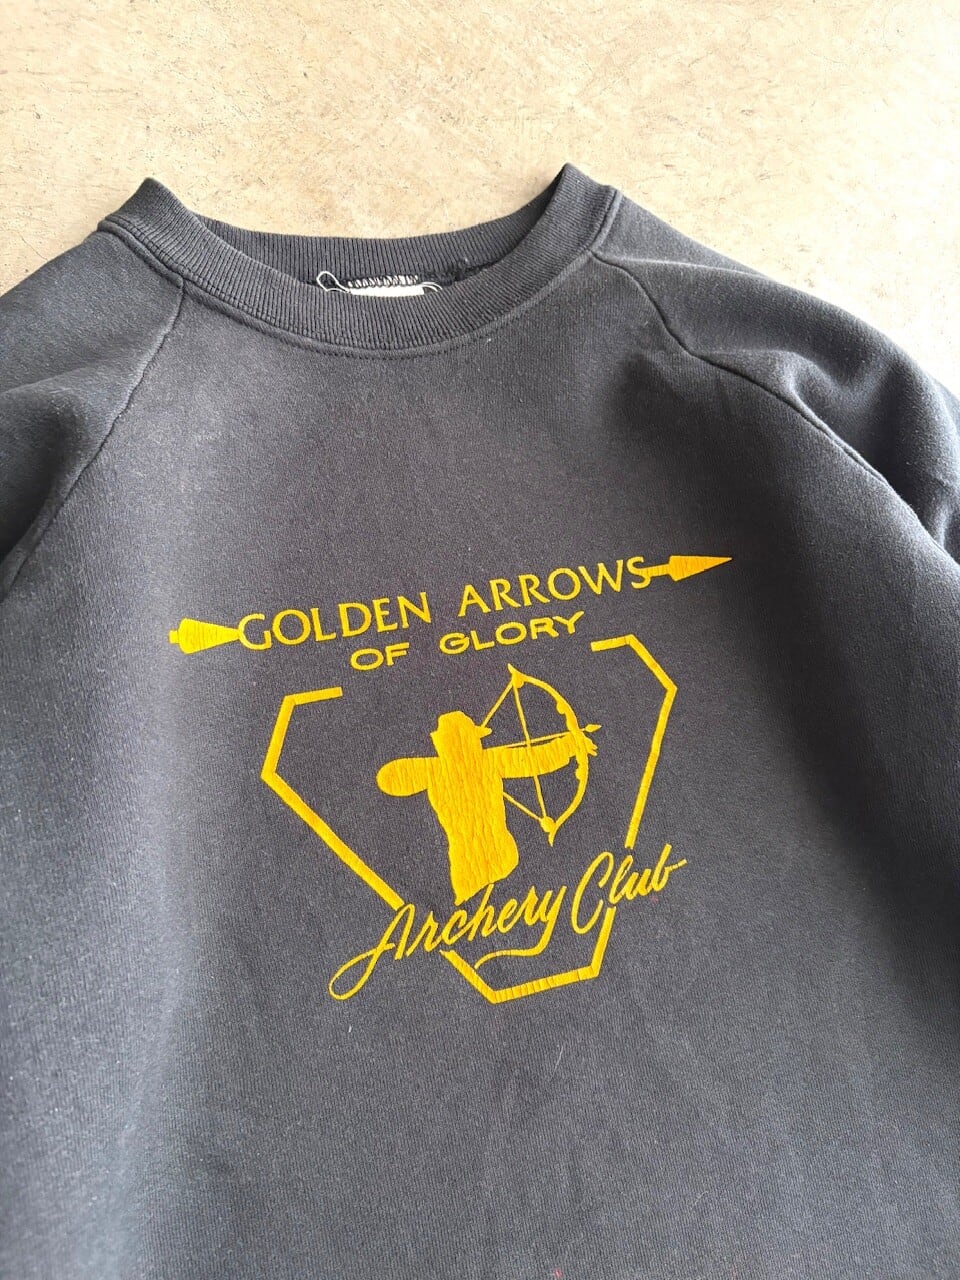 GOLDEN ARROWS
OF GLORY
Archery Club